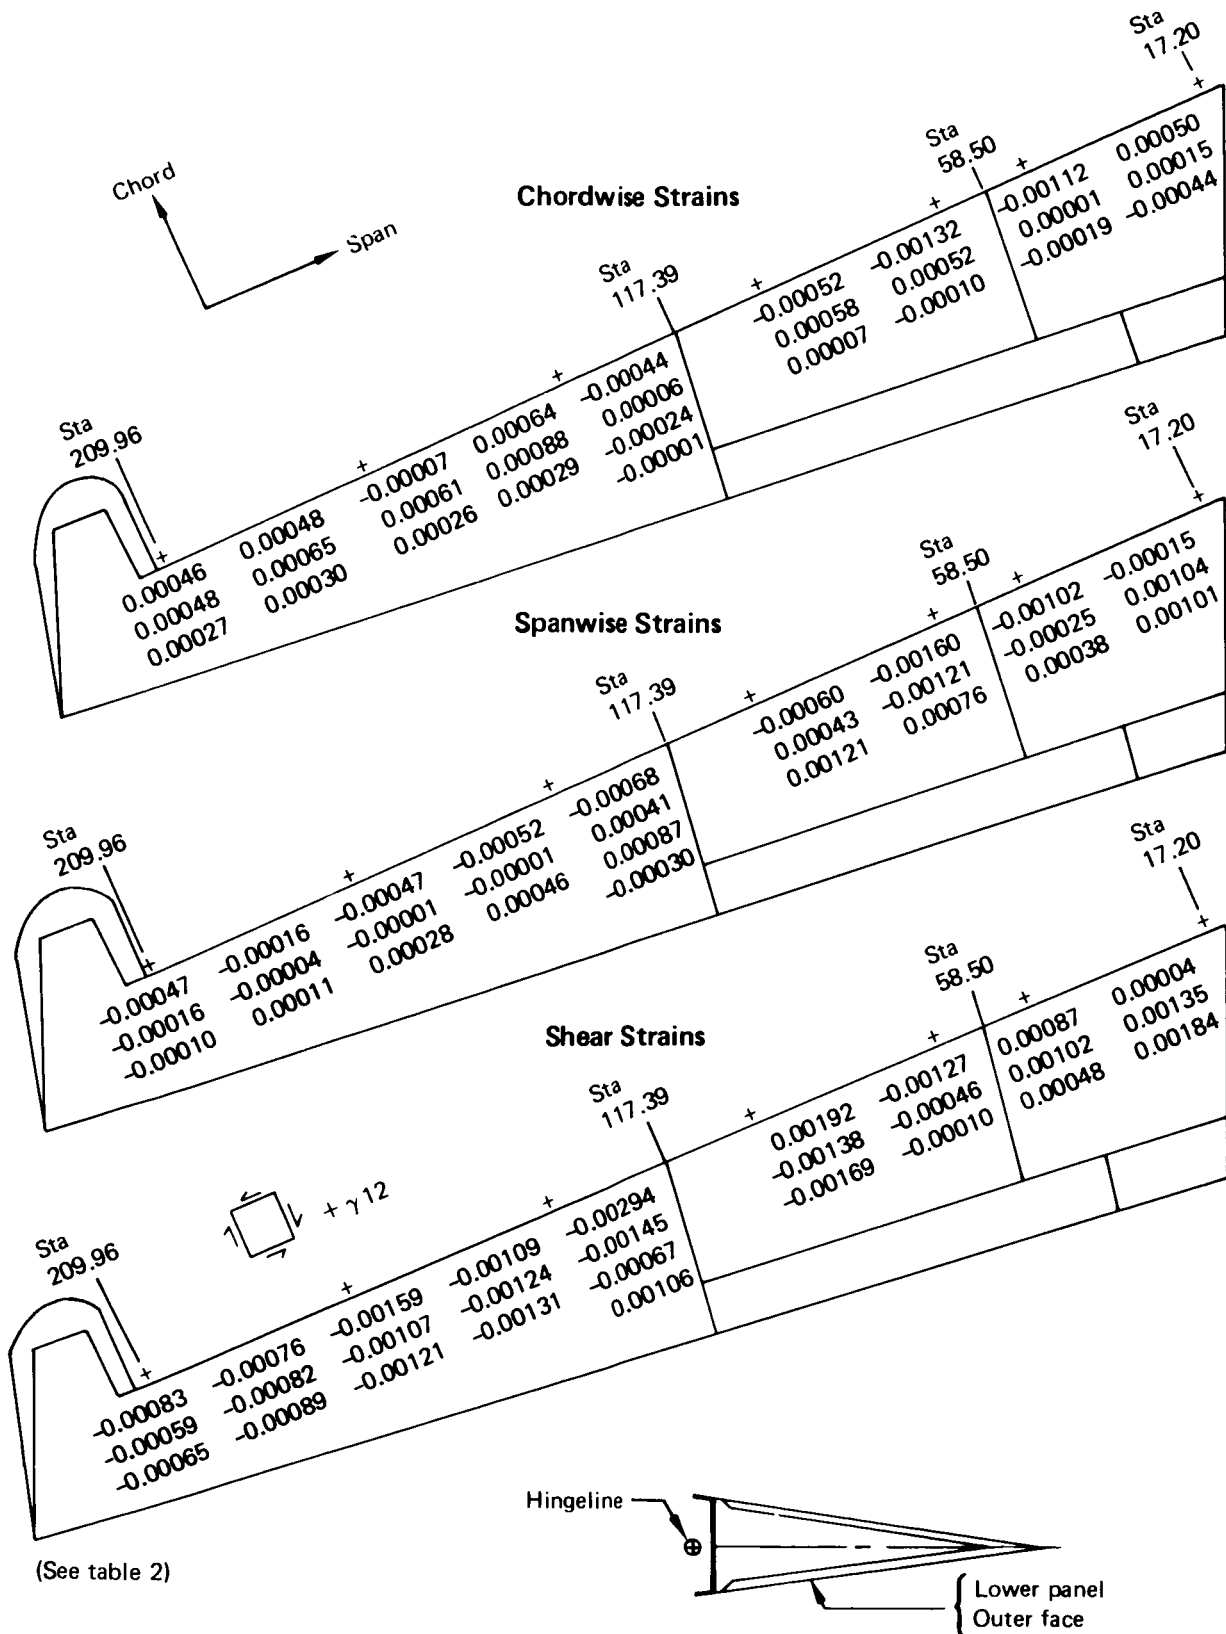 Sta
17.20
Sta
58.50
Chord
Span
Chordwise Strains
Sta
117.39
Sta
209.96
0.00046 0.00048 -0.00007 0.00064 -0.00044
0.00048 0.00065 0.00061 0.00088 0.00006
0.00027 0.00030 0.00026 0.00029 -0.00024
-0.00001
-0.00052 -0.00132
0.00058 0.00052
0.00007 -0.00010
-0.00112 0.00050
0.00001 0.00015
-0.00019 -0.00044
Sta
17.20
Sta
58.50
Spanwise Strains
Sta
117.39
Sta
209.96
-0.00047 -0.00016 -0.00047 -0.00052 -0.00068
-0.00016 -0.00004 -0.00001 -0.00001 0.00041
-0.00010 0.00011 0.00028 0.00046 0.00087
-0.00030
-0.00060 -0.00160
0.00043 -0.00121
0.00121 0.00076
-0.00102 -0.00015
-0.00025 0.00104
0.00038 0.00101
Sta
17.20
Sta
58.50
Shear Strains
Sta
117.39
+ γ 12
Sta
209.96
-0.00083 -0.00076 -0.00159 -0.00109 -0.00294
-0.00059 -0.00082 -0.00107 -0.00124 -0.00145
-0.00065 -0.00089 -0.00121 -0.00131 -0.00067
0.00106
0.00192 -0.00127
-0.00138 -0.00046
-0.00169 -0.00010
0.00087 0.00004
0.00102 0.00135
0.00048 0.00184
Hingeline
(See table 2)
Lower panel
Outer face